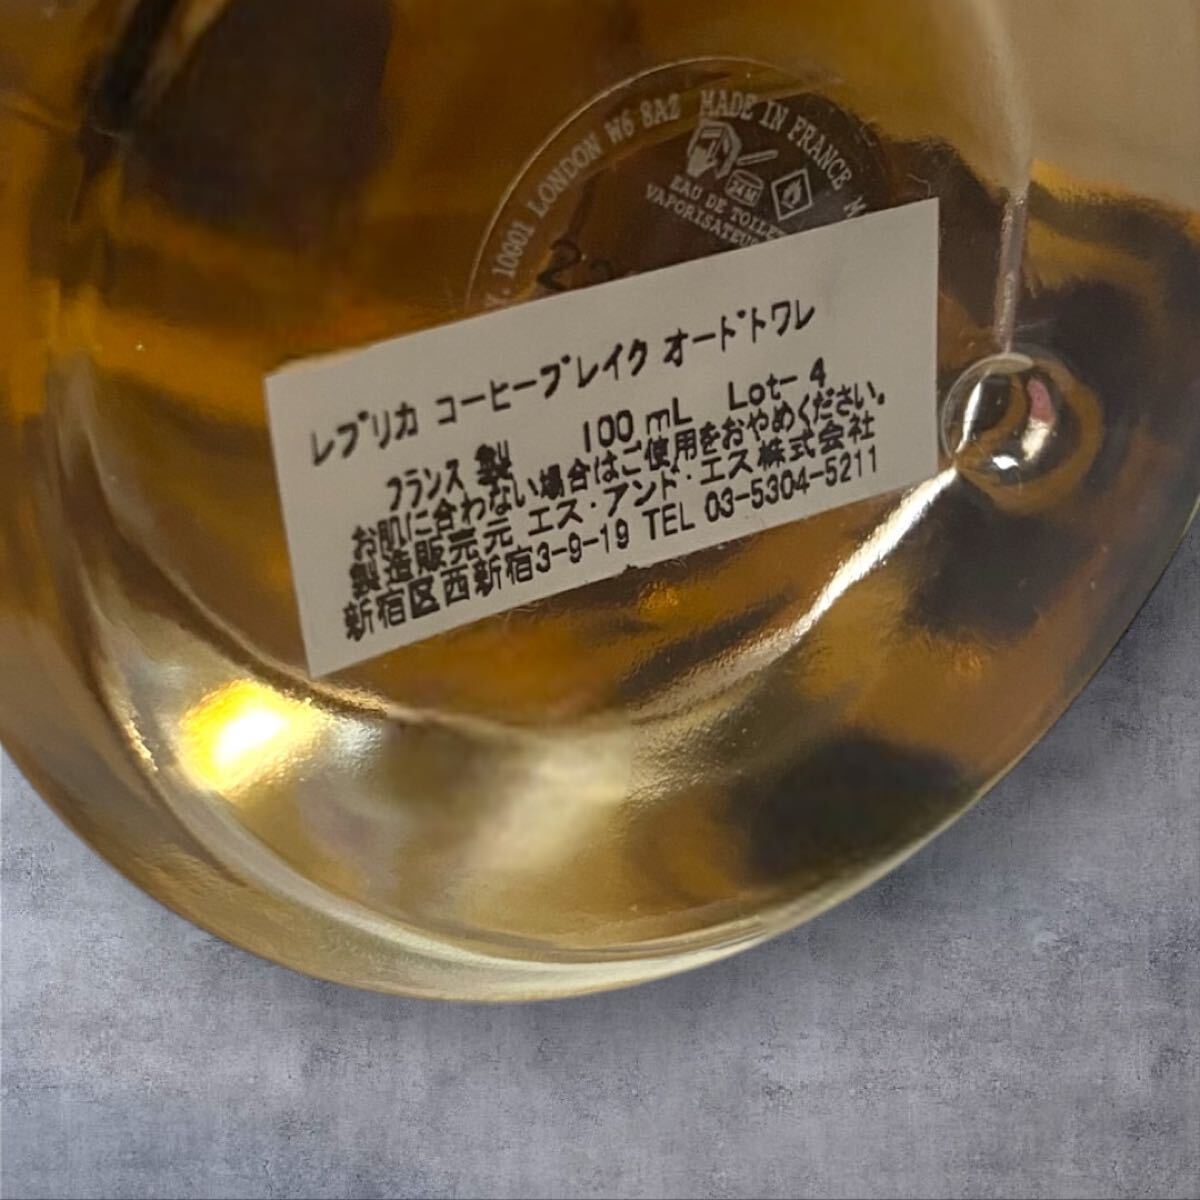 10001 LONDON W6 8AZ MADE IN FRANCE
24M
EAU DE TOILET
VAPORISATEUR
レプリカ コーヒーブレイク オードトワレ
フランス 製 100 mL Lot-4
お肌に合わない場合はご使用をおやめください。
製造販売元 エス・アンド・エス株式会社
新宿区西新宿3-9-19 TEL 03-5304-5211